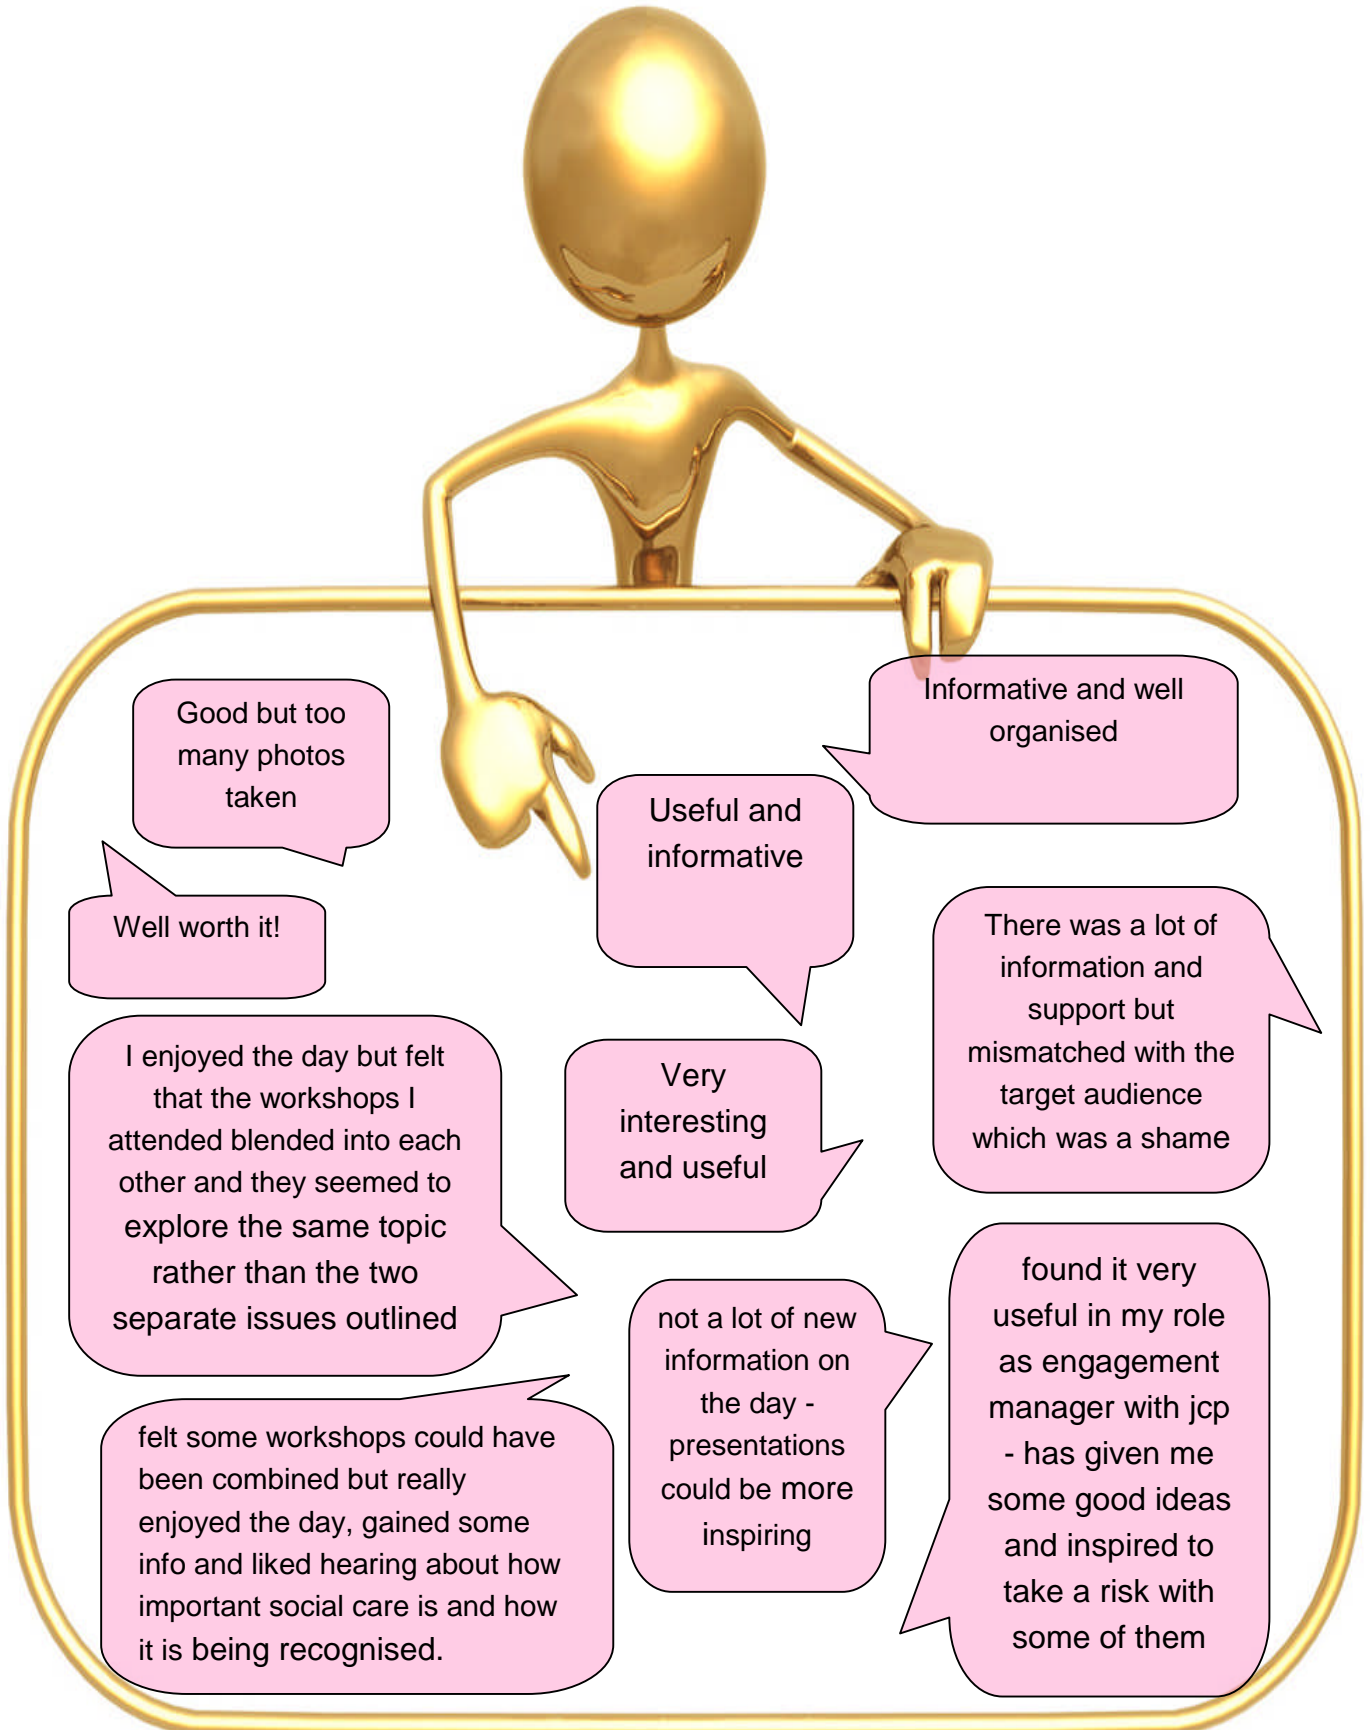 Good but too
many photos
taken
Informative and well
organised
Useful and
informative
Well worth it!
There was a lot of
information and
support but
mismatched with the
target audience
which was a shame
I enjoyed the day but felt
that the workshops I
attended blended into each
other and they seemed to
explore the same topic
rather than the two
separate issues outlined
Very
interesting
and useful
not a lot of new
information on
the day -
presentations
could be more
inspiring
found it very
useful in my role
as engagement
manager with jcp
- has given me
some good ideas
and inspired to
take a risk with
some of them
felt some workshops could have
been combined but really
enjoyed the day, gained some
info and liked hearing about how
important social care is and how
it is being recognised.